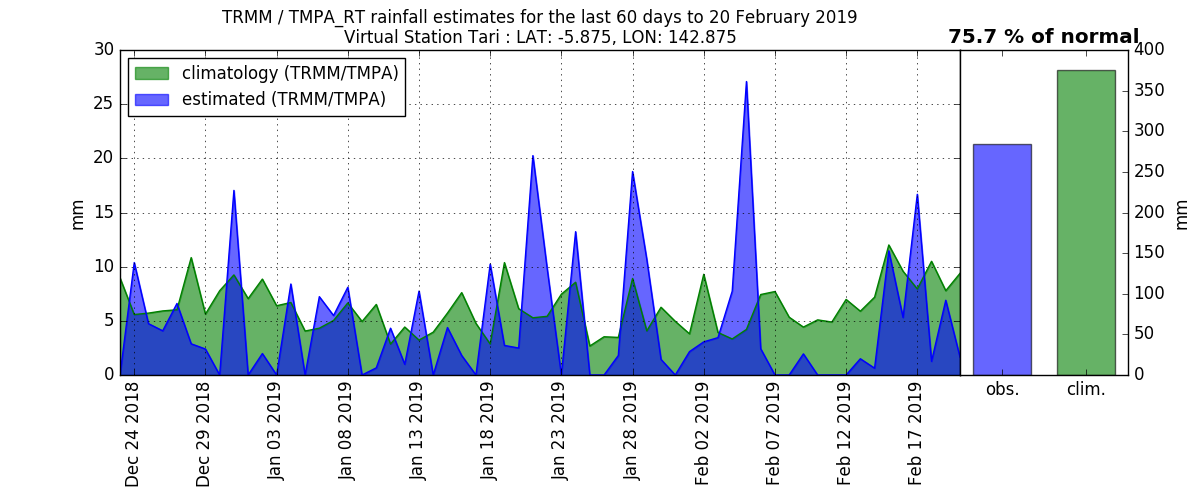 TRMM / TMPA_RT rainfall estimates for the last 60 days to 20 February 2019
Virtual Station Tari : LAT: -5.875, LON: 142.875
75.7 % of normal
climatology (TRMM/TMPA)
estimated (TRMM/TMPA)
mm
30
25
20
15
10
5
0
Dec 24 2018
Dec 29 2018
Jan 03 2019
Jan 08 2019
Jan 13 2019
Jan 18 2019
Jan 23 2019
Jan 28 2019
Feb 02 2019
Feb 07 2019
Feb 12 2019
Feb 17 2019
obs.
clim.
400
350
300
250
200
150
100
50
0
mm